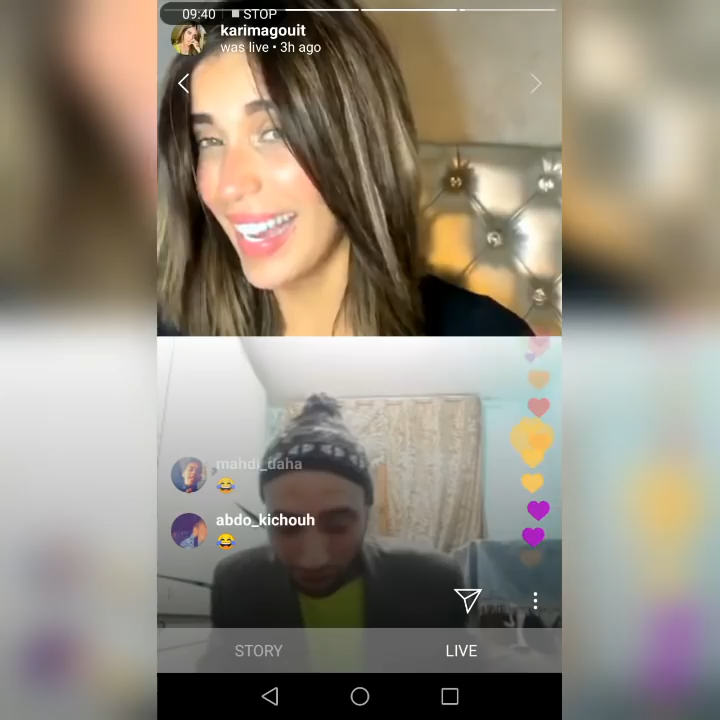 09:40 STOP
karimagouit
was live • 3h ago
mahdi_daha
😂
abdo_kichouh
😂
STORY LIVE